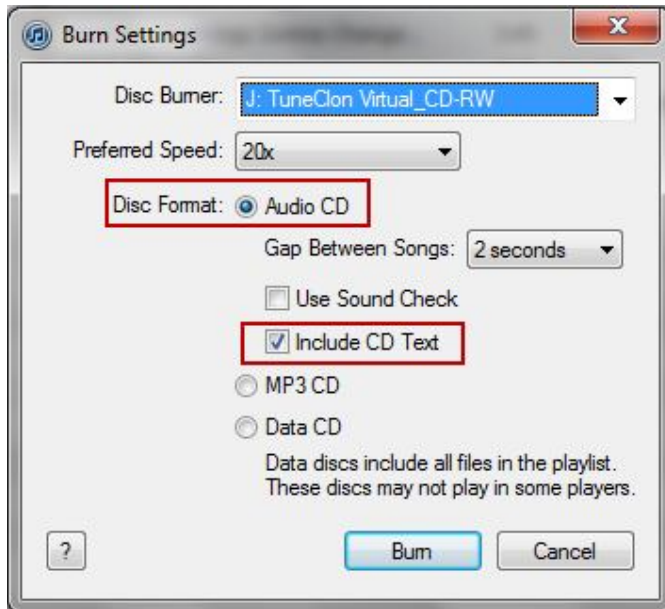 Burn Settings
Disc Burner: J: TuneClon Virtual_CD-RW
Preferred Speed: 20x
Disc Format: Audio CD
Gap Between Songs: 2 seconds
Use Sound Check
Include CD Text
MP3 CD
Data CD
Data discs include all files in the playlist.
These discs may not play in some players.
? Burn Cancel